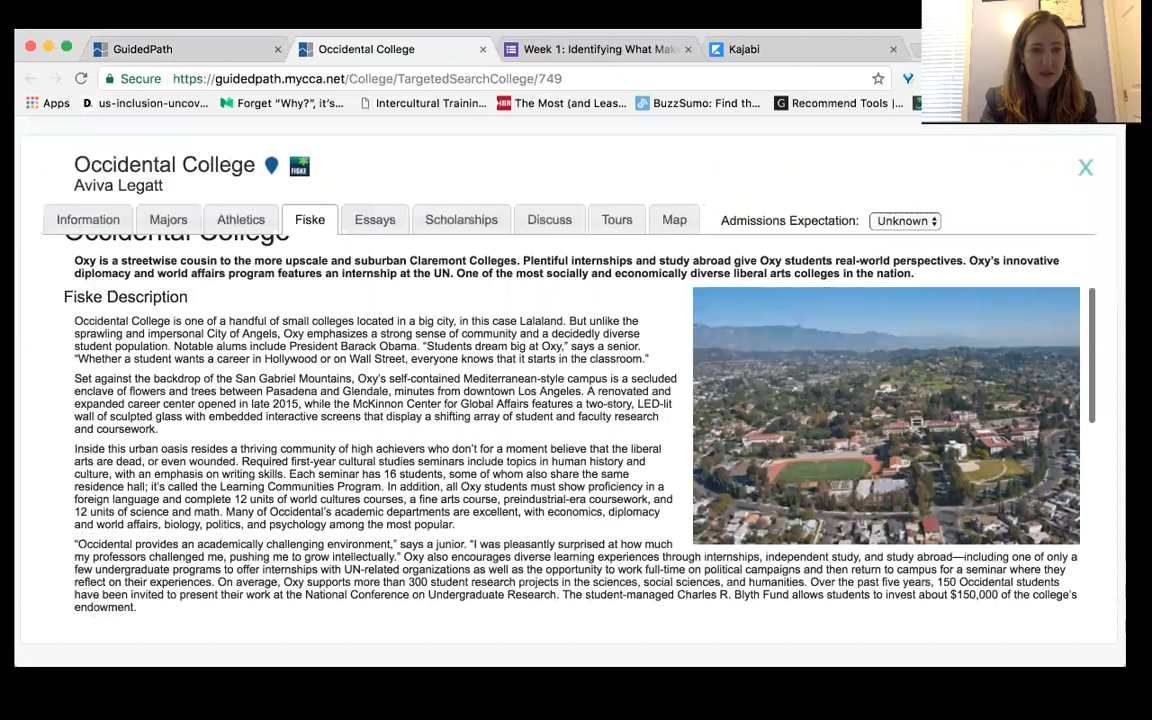 GuidedPath
Occidental College
Week 1: Identifying What Mak
Kajabi
Secure https://guidedpath.mycca.net/College/TargetedSearchCollege/749
Apps
D. us-inclusion-uncov...
Forget “Why?”, it's...
Intercultural Trainin...
HBR The Most (and Leas...
BuzzSumo: Find th...
G Recommend Tools |...
Occidental College
FISKE
X
Aviva Legatt
Information
Majors
Athletics
Fiske
Essays
Scholarships
Discuss
Tours
Map
Admissions Expectation: Unknown
Occidental College
Oxy is a streetwise cousin to the more upscale and suburban Claremont Colleges. Plentiful internships and study abroad give Oxy students real-world perspectives. Oxy's innovative
diplomacy and world affairs program features an internship at the UN. One of the most socially and economically diverse liberal arts colleges in the nation.
Fiske Description
Occidental College is one of a handful of small colleges located in a big city, in this case Lalaland. But unlike the
sprawling and impersonal City of Angels, Oxy emphasizes a strong sense of community and a decidedly diverse
student population. Notable alums include President Barack Obama. “Students dream big at Oxy,” says a senior.
“Whether a student wants a career in Hollywood or on Wall Street, everyone knows that it starts in the classroom.”
Set against the backdrop of the San Gabriel Mountains, Oxy's self-contained Mediterranean-style campus is a secluded
enclave of flowers and trees between Pasadena and Glendale, minutes from downtown Los Angeles. A renovated and
expanded career center opened in late 2015, while the McKinnon Center for Global Affairs features a two-story, LED-lit
wall of sculpted glass with embedded interactive screens that display a shifting array of student and faculty research
and coursework.
Inside this urban oasis resides a thriving community of high achievers who don't for a moment believe that the liberal
arts are dead, or even wounded. Required first-year cultural studies seminars include topics in human history and
culture, with an emphasis on writing skills. Each seminar has 16 students, some of whom also share the same
residence hall; it's called the Learning Communities Program. In addition, all Oxy students must show proficiency in a
foreign language and complete 12 units of world cultures courses, a fine arts course, preindustrial-era coursework, and
12 units of science and math. Many of Occidental's academic departments are excellent, with economics, diplomacy
and world affairs, biology, politics, and psychology among the most popular.
“Occidental provides an academically challenging environment,” says a junior. “I was pleasantly surprised at how much
my professors challenged me, pushing me to grow intellectually.” Oxy also encourages diverse learning experiences through internships, independent study, and study abroad—including one of only a
few undergraduate programs to offer internships with UN-related organizations as well as the opportunity to work full-time on political campaigns and then return to campus for a seminar where they
reflect on their experiences. On average, Oxy supports more than 300 student research projects in the sciences, social sciences, and humanities. Over the past five years, 150 Occidental students
have been invited to present their work at the National Conference on Undergraduate Research. The student-managed Charles R. Blyth Fund allows students to invest about $150,000 of the college's
endowment.